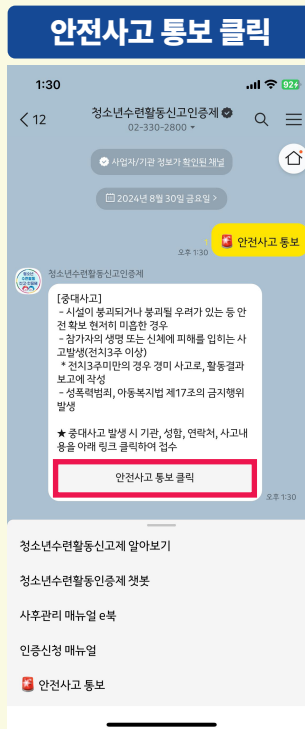 안전사고 통보 클릭
1:30
92
12
청소년수련활동신고인증제
02-330-2800
사업자/기관 정보가 확인된 채널
2024년 8월 30일 금요일 >
1
오후 1:30
🚨 안전사고 통보
청소년수련활동신고인증제
[중대사고]
- 시설이 붕괴되거나 붕괴될 우려가 있는 등 안
전 확보 현저히 미흡한 경우
- 참가자의 생명 또는 신체에 피해를 입히는 사
고발생(전치3주 이상)
* 전치3주미만의 경우 경미 사고로, 활동결과
보고에 작성
- 성폭력범죄, 아동복지법 제17조의 금지행위
발생
★ 중대사고 발생 시 기관, 성함, 연락처, 사고내
용을 아래 링크 클릭하여 접수
안전사고 통보 클릭
오후 1:30
청소년수련활동신고제 알아보기
청소년수련활동인증제 챗봇
사후관리 매뉴얼 e북
인증신청 매뉴얼
🚨 안전사고 통보